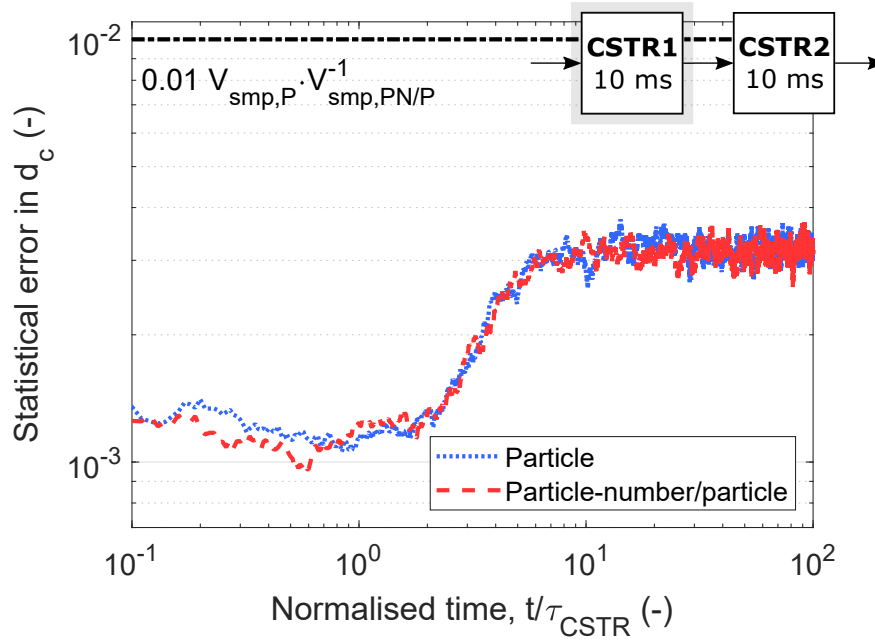 CSTR1
10 ms
CSTR2
10 ms
0.01 V_smp,P·V^-1_smp,PN/P
Statistical error in d_c (-)
10^-2
10^-3
Particle
Particle-number/particle
10^-1
10^0
10^1
10^2
Normalised time, t/τ_CSTR (-)